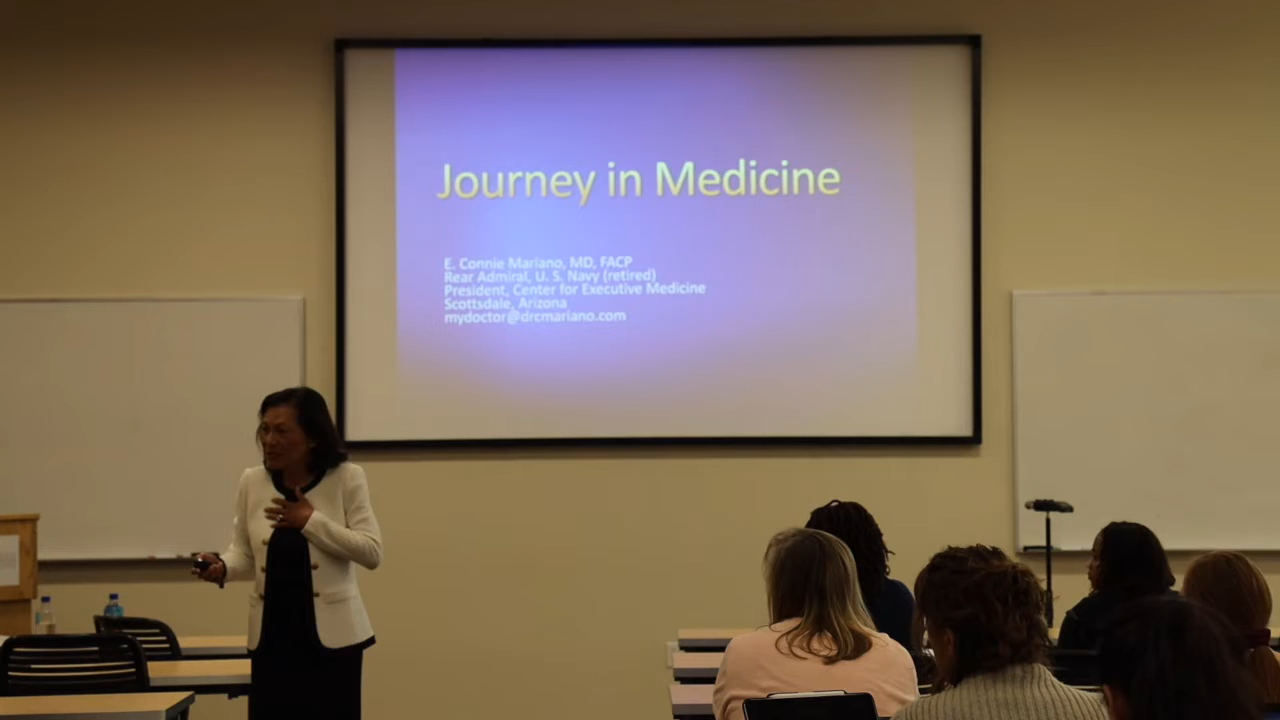 Journey in Medicine
E. Connie Mariano, MD, FACP
Rear Admiral, U. S. Navy (retired)
President, Center for Executive Medicine
Scottsdale, Arizona
mydoctor@drcmariano.com